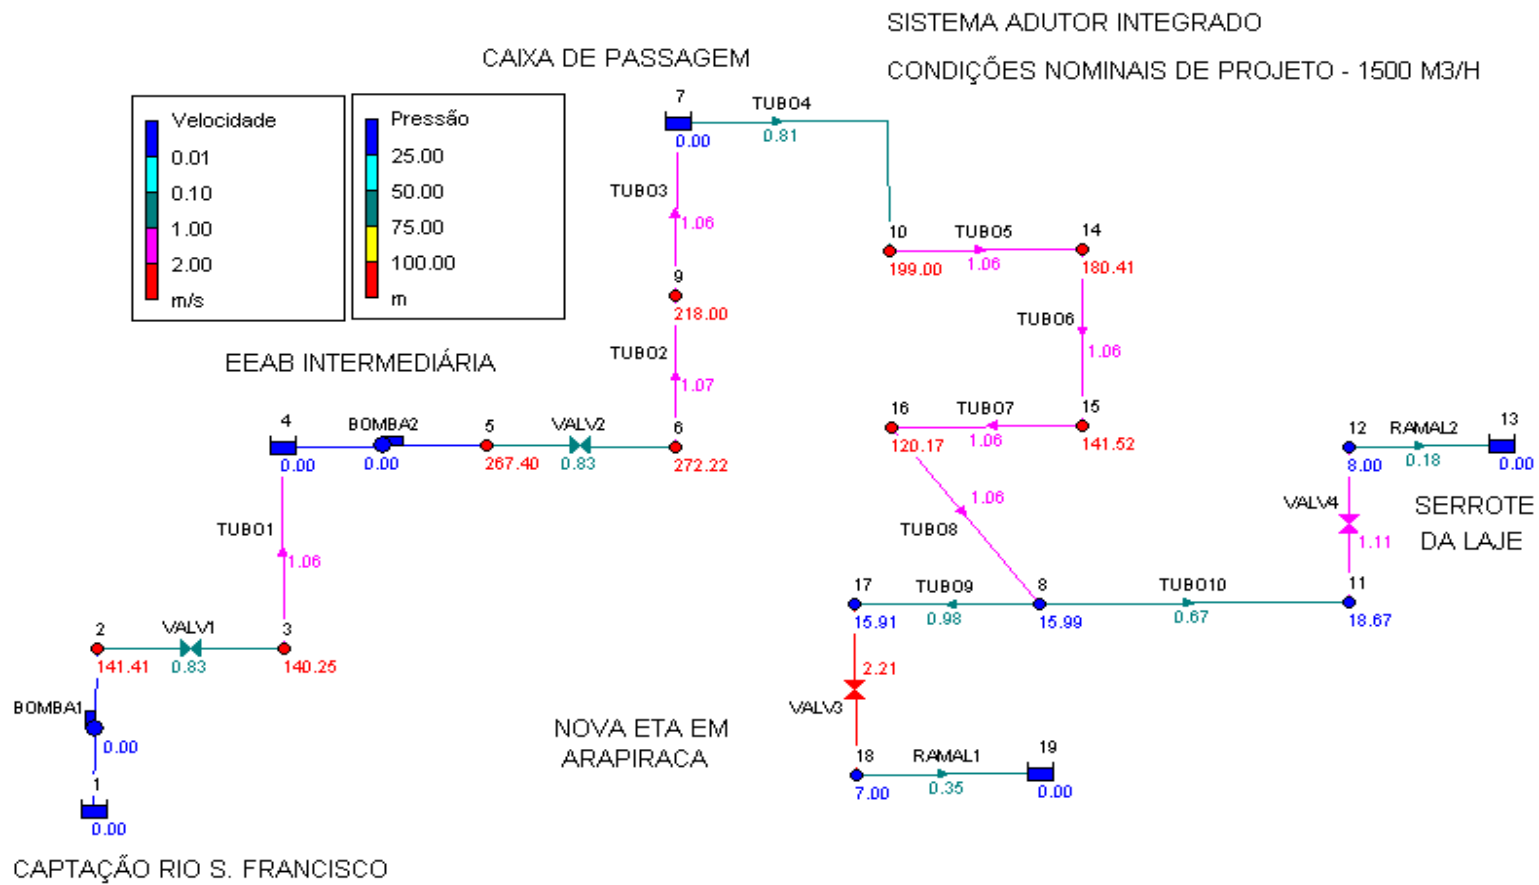 SISTEMA ADUTOR INTEGRADO
CAIXA DE PASSAGEM
CONDIÇÕES NOMINAIS DE PROJETO - 1500 M3/H
Velocidade
0.01
0.10
1.00
2.00
m/s
Pressão
25.00
50.00
75.00
100.00
m
7
0.00
TUBO4
0.81
TUBO3
1.06
9
218.00
TUBO2
1.07
10
199.00
TUBO5
1.06
14
180.41
TUBO6
1.06
EEAB INTERMEDIÁRIA
4
0.00
BOMBA2
0.00
5
267.40
VALV2
0.83
6
272.22
16
120.17
TUBO7
1.06
15
141.52
1.06
TUBO8
12
8.00
RAMAL2
0.18
13
0.00
VALV4
1.11
SERROTE
DA LAJE
TUBO1
1.06
2
141.41
VALV1
0.83
3
140.25
17
15.91
TUBO9
0.98
8
15.99
TUBO10
0.67
11
18.67
BOMBA1
0.00
1
0.00
2.21
VALV3
NOVA ETA EM
ARAPIRACA
18
7.00
RAMAL1
0.35
19
0.00
CAPTAÇÃO RIO S. FRANCISCO